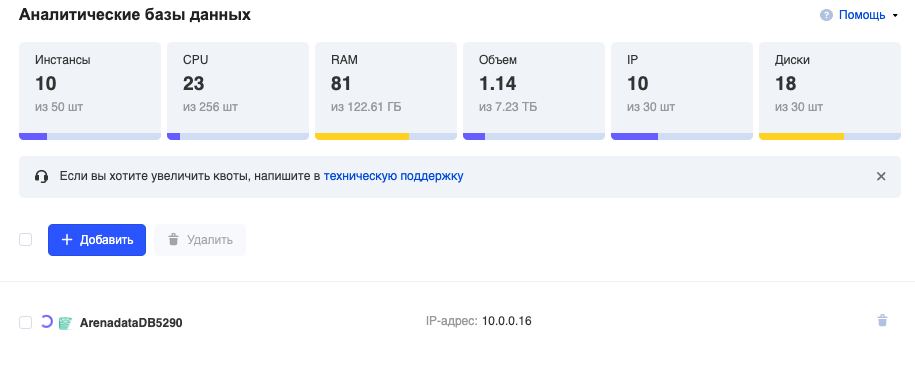 Аналитические базы данных
? Помощь
Инстансы
10
из 50 шт
CPU
23
из 256 шт
RAM
81
из 122.61 ГБ
Объем
1.14
из 7.23 ТБ
IP
10
из 30 шт
Диски
18
из 30 шт
Если вы хотите увеличить квоты, напишите в техническую поддержку
Добавить
Удалить
ArenadataDB5290
IP-адрес: 10.0.0.16